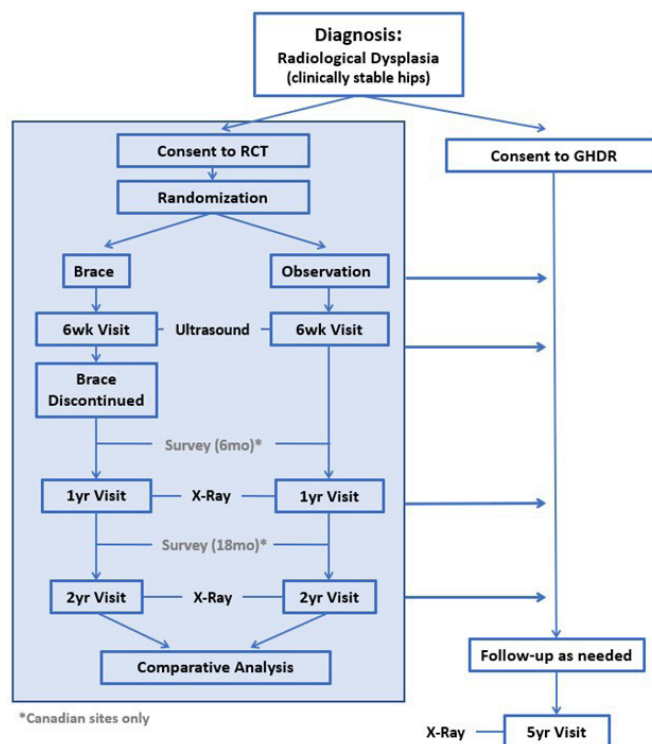 Diagnosis:
Radiological Dysplasia
(clinically stable hips)
Consent to RCT
Consent to GHDR
Randomization
Brace
Observation
6wk Visit
Ultrasound
6wk Visit
Brace
Discontinued
Survey (6mo)*
1yr Visit
X-Ray
1yr Visit
Survey (18mo)*
2yr Visit
X-Ray
2yr Visit
Comparative Analysis
Follow-up as needed
*Canadian sites only
X-Ray
5yr Visit